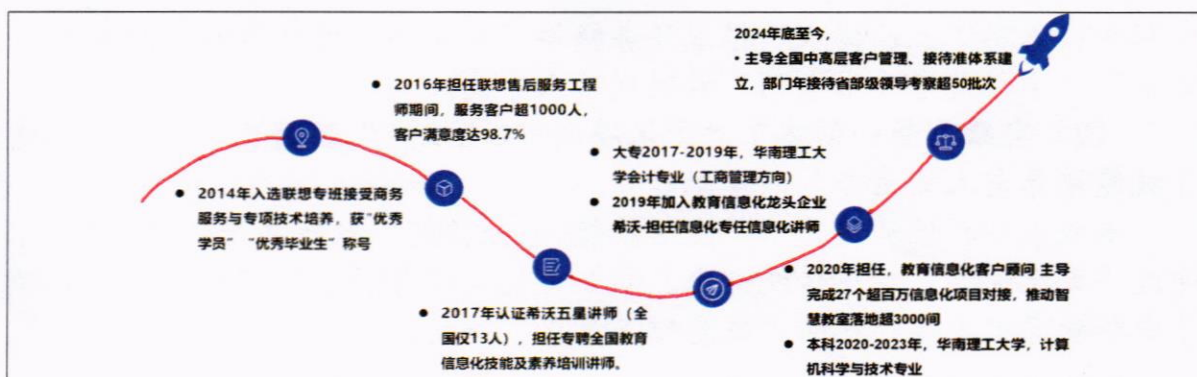 2014年入选联想专班接受商务
服务与专项技术培养，获“优秀
学员” “优秀毕业生”称号
2016年担任联想售后服务工程
师期间，服务客户超1000人，
客户满意度达98.7%
2017年认证希沃五星讲师（全
国仅13人），担任专聘全国教育
信息化技能及素养培训讲师。
大专2017-2019年，华南理工大
学会计专业（工商管理方向）
2019年加入教育信息化龙头企业
希沃-担任信息化专任信息化讲师
2020年担任，教育信息化客户顾问 主导
完成27个超百万信息化项目对接，推动智
慧教室落地超3000间
本科2020-2023年，华南理工大学，计算
机科学与技术专业
2024年底至今，
• 主导全国中高层客户管理、接待准体系建
立，部门年接待省部级领导考察超50批次